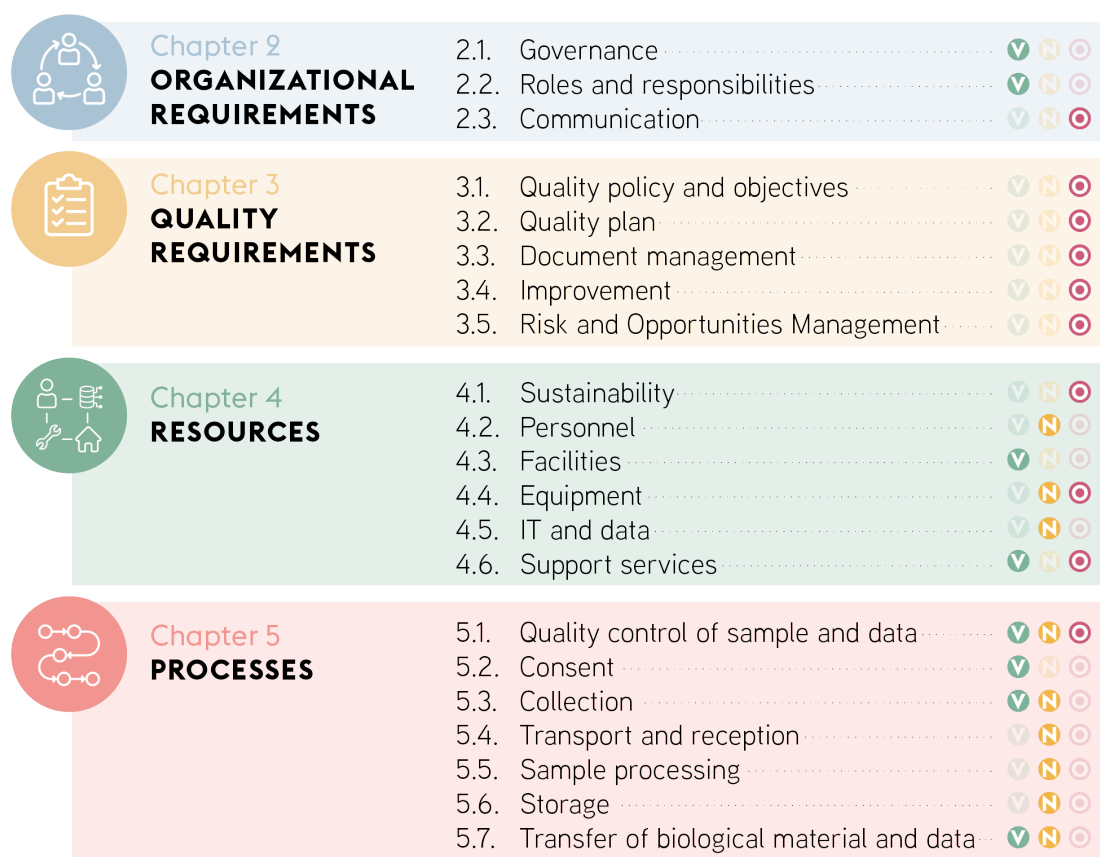 Chapter 2
ORGANIZATIONAL
REQUIREMENTS
2.1. Governance V N
2.2. Roles and responsibilities V N
2.3. Communication V N
Chapter 3
QUALITY
REQUIREMENTS
3.1. Quality policy and objectives V N
3.2. Quality plan V N
3.3. Document management V N
3.4. Improvement V N
3.5. Risk and Opportunities Management V N
Chapter 4
RESOURCES
4.1. Sustainability V N
4.2. Personnel V N
4.3. Facilities V N
4.4. Equipment V N
4.5. IT and data V N
4.6. Support services V N
Chapter 5
PROCESSES
5.1. Quality control of sample and data V N
5.2. Consent V N
5.3. Collection V N
5.4. Transport and reception V N
5.5. Sample processing V N
5.6. Storage V N
5.7. Transfer of biological material and data V N